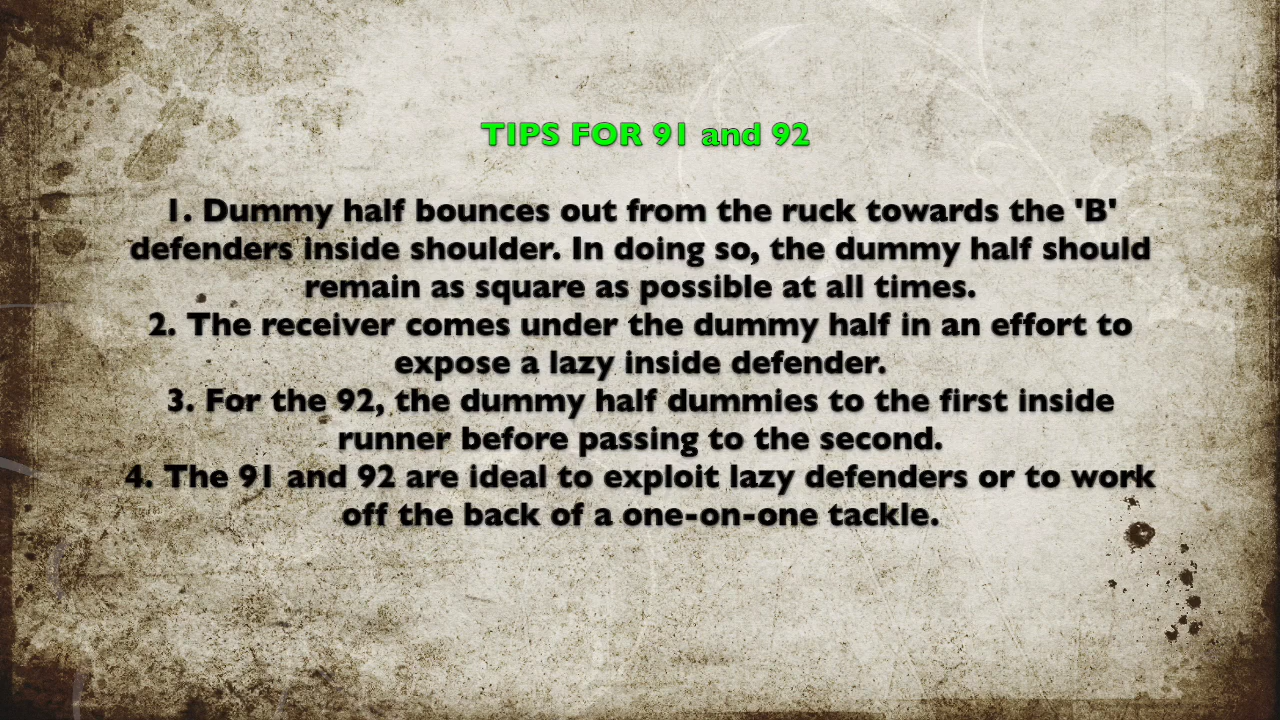 TIPS FOR 91 and 92
1. Dummy half bounces out from the ruck towards the 'B'
defenders inside shoulder. In doing so, the dummy half should
remain as square as possible at all times.
2. The receiver comes under the dummy half in an effort to
expose a lazy inside defender.
3. For the 92, the dummy half dummies to the first inside
runner before passing to the second.
4. The 91 and 92 are ideal to exploit lazy defenders or to work
off the back of a one-on-one tackle.